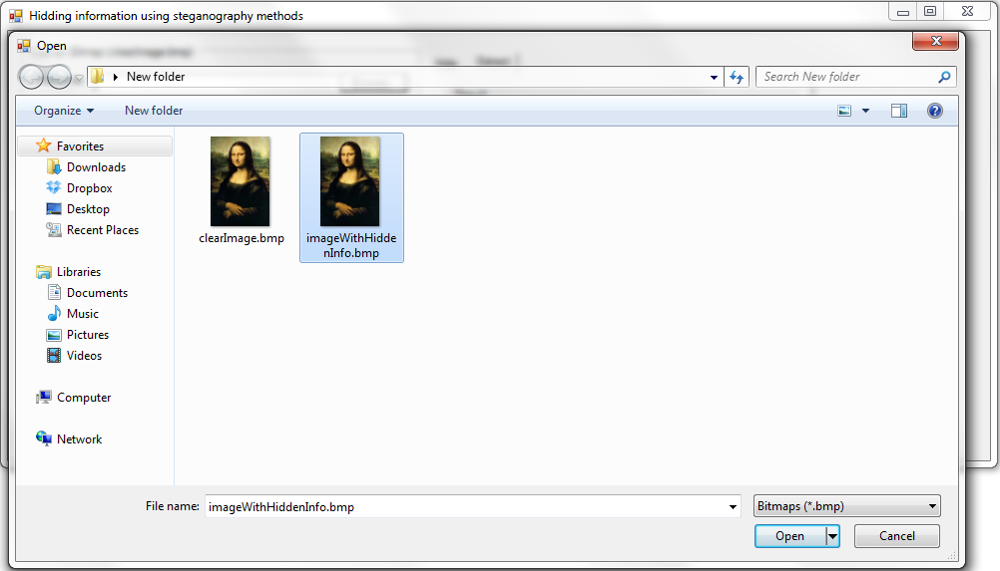 Hidding information using steganography methods
Open
New folder
Search New folder
Organize
New folder
Favorites
Downloads
Dropbox
Desktop
Recent Places
Libraries
Documents
Music
Pictures
Videos
Computer
Network
clearImage.bmp
imageWithHidde
nInfo.bmp
File name:
imageWithHiddenInfo.bmp
Bitmaps (*.bmp)
Open
Cancel